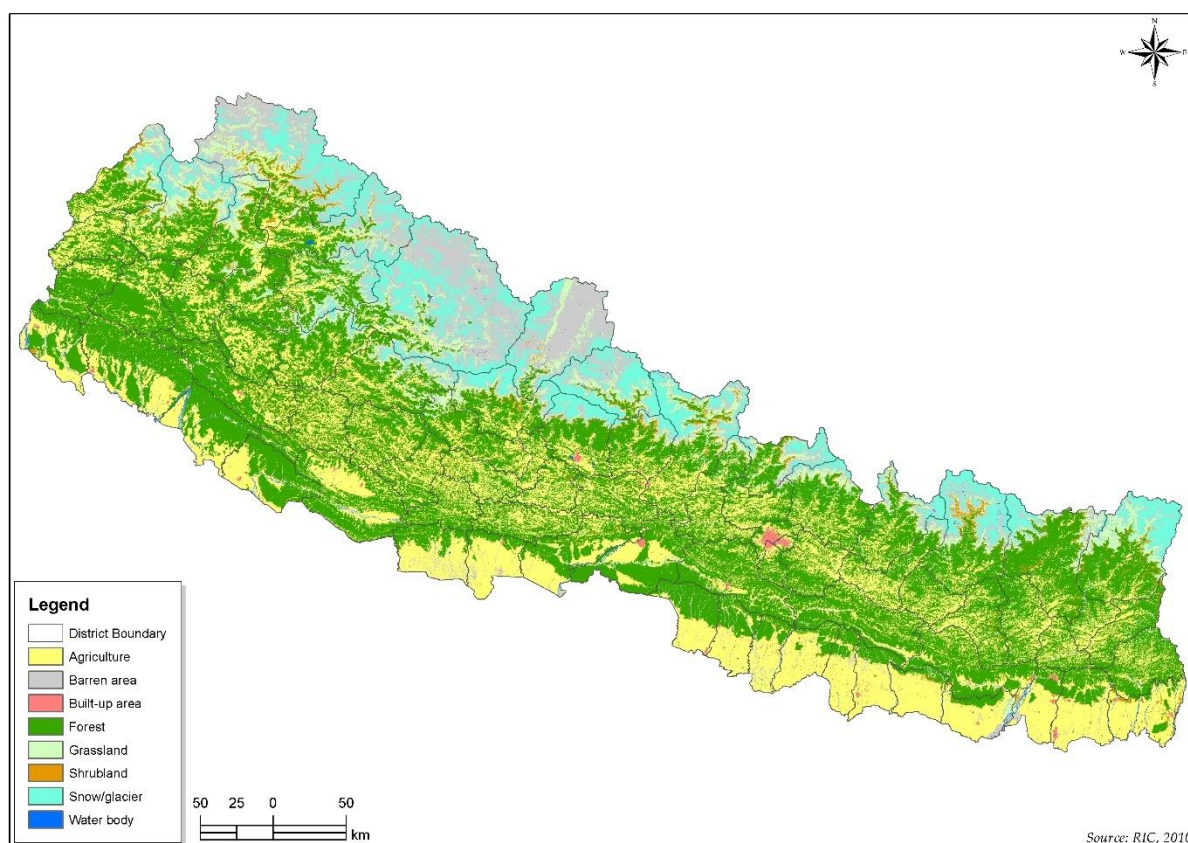 N
W
E
S
Legend
District Boundary
Agriculture
Barren area
Built-up area
Forest
Grassland
Shrubland
Snow/glacier
Water body
50 25 0 50
km
Source: RIC, 2010